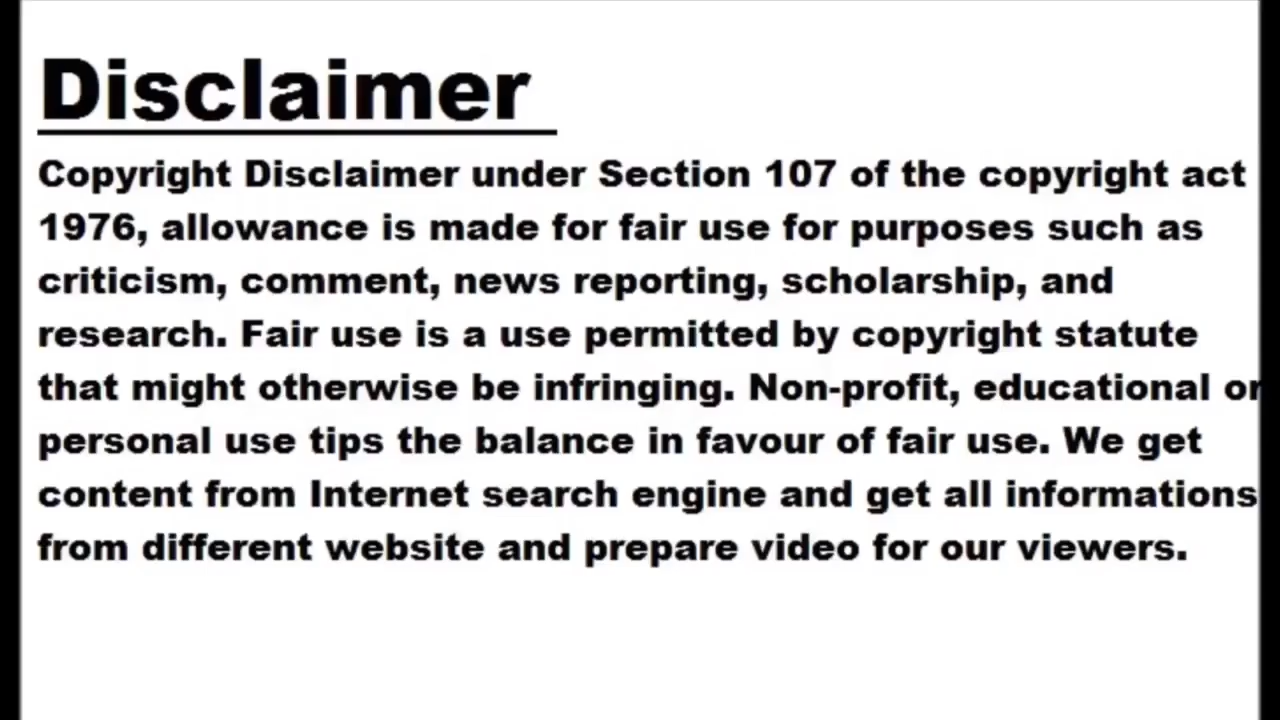 Disclaimer
Copyright Disclaimer under Section 107 of the copyright act
1976, allowance is made for fair use for purposes such as
criticism, comment, news reporting, scholarship, and
research. Fair use is a use permitted by copyright statute
that might otherwise be infringing. Non-profit, educational or
personal use tips the balance in favour of fair use. We get
content from Internet search engine and get all informations
from different website and prepare video for our viewers.